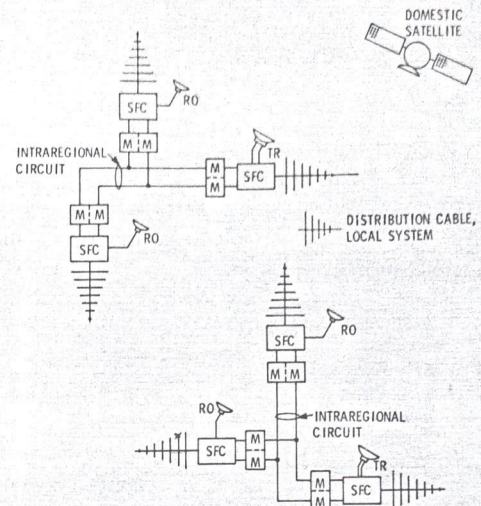 DOMESTIC
SATELLITE
SFC
RO
M M
INTRAREGIONAL
CIRCUIT
M
M
TR
SFC
M M
SFC
RO
DISTRIBUTION CABLE,
LOCAL SYSTEM
SFC
RO
M M
INTRAREGIONAL
CIRCUIT
RO
SFC
M
M
TR
M
M
SFC